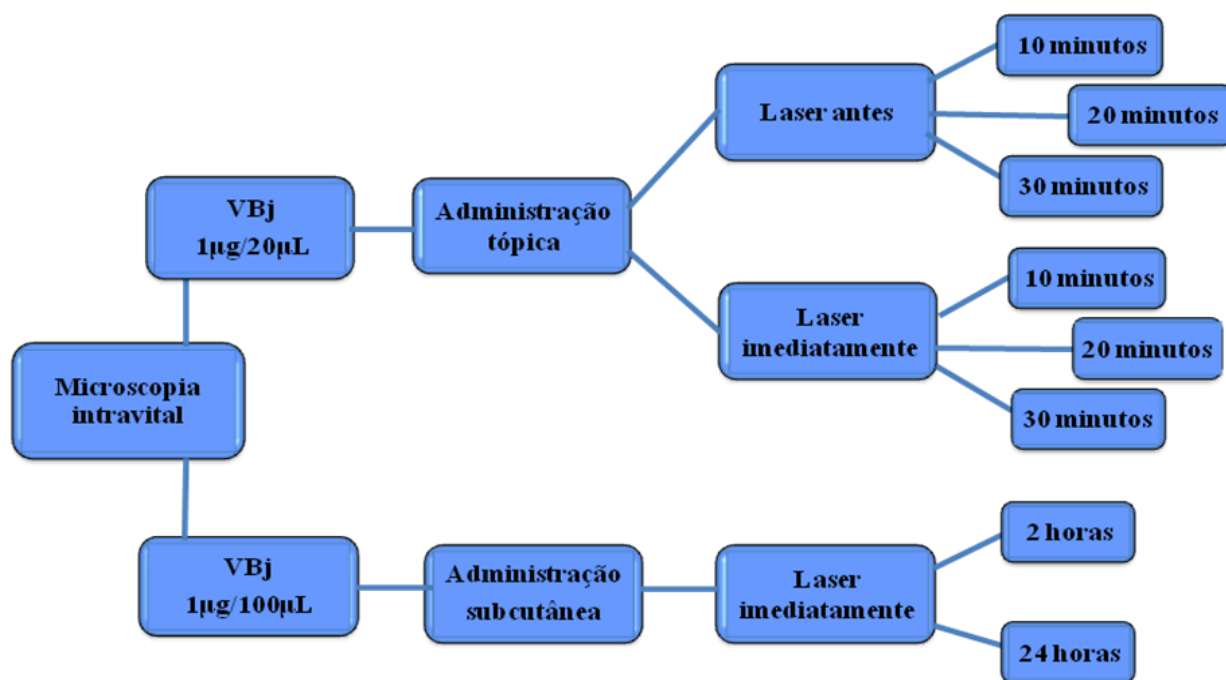 Microscopia
intravital
VBj
1µg/20µL
Administração
tópica
Laser antes
10 minutos
20 minutos
30 minutos
Laser
imediatamente
10 minutos
20 minutos
30 minutos
VBj
1µg/100µL
Administração
subcutânea
Laser
imediatamente
2 horas
24 horas